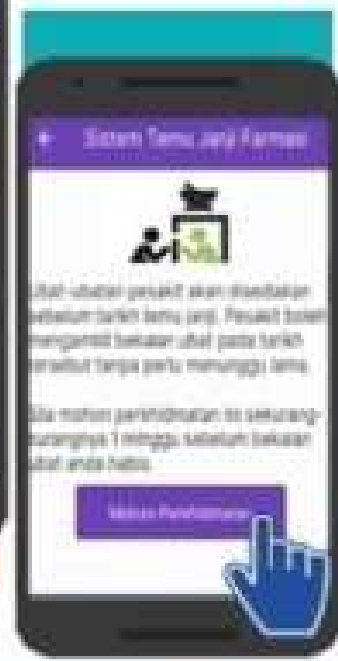 Sistem Temu Janji Farmasi
Ubat-ubatan pesakit akan disediakan
sebelum tarikh temu janji. Pesakit boleh
mengambil bekalan ubat pada tarikh
tersebut tanpa perlu menunggu lama.
Sila mohon perkhidmatan ini sekurang-
kurangnya 1 minggu sebelum bekalan
ubat anda habis.
Mohon Perkhidmatan